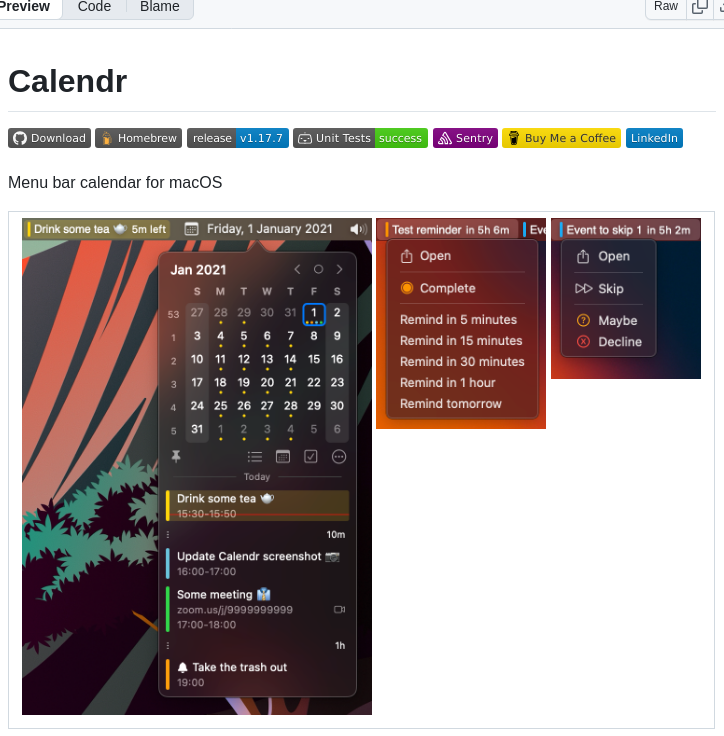 Preview Code Blame Raw
Calendr
Download Homebrew release v1.17.7 Unit Tests success Sentry Buy Me a Coffee LinkedIn
Menu bar calendar for macOS
Drink some tea 🫖 5m left Friday, 1 January 2021
Jan 2021
S M T W T F S
53 27 28 29 30 31 1 2
1 3 4 5 6 7 8 9
2 10 11 12 13 14 15 16
3 17 18 19 20 21 22 23
4 24 25 26 27 28 29 30
5 31 1 2 3 4 5 6
Today
Drink some tea 🫖
15:30-15:50
10m
Update Calendr screenshot 📸
16:00-17:00
Some meeting 👔
zoom.us/j/9999999999
17:00-18:00
1h
Take the trash out
19:00
Test reminder in 5h 6m Eve
Open
Complete
Remind in 5 minutes
Remind in 15 minutes
Remind in 30 minutes
Remind in 1 hour
Remind tomorrow
Event to skip 1 in 5h 2m
Open
Skip
Maybe
Decline